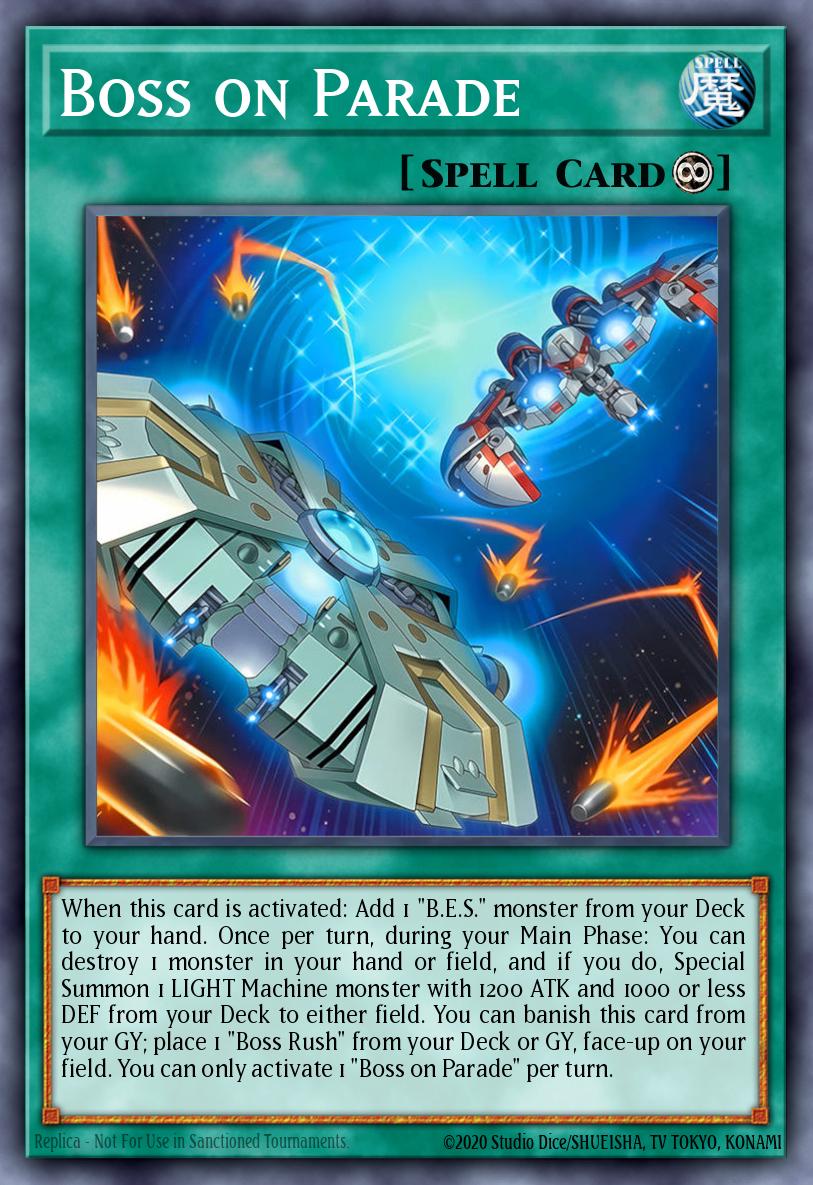 Boss on Parade
SPELL
魔
[Spell Card]
When this card is activated: Add 1 "B.E.S." monster from your Deck
to your hand. Once per turn, during your Main Phase: You can
destroy 1 monster in your hand or field, and if you do, Special
Summon 1 LIGHT Machine monster with 1200 ATK and 1000 or less
DEF from your Deck to either field. You can banish this card from
your GY; place 1 "Boss Rush" from your Deck or GY, face-up on your
field. You can only activate 1 "Boss on Parade" per turn.
Replica - Not For Use in Sanctioned Tournaments.
©2020 Studio Dice/SHUEISHA, TV TOKYO, KONAMI